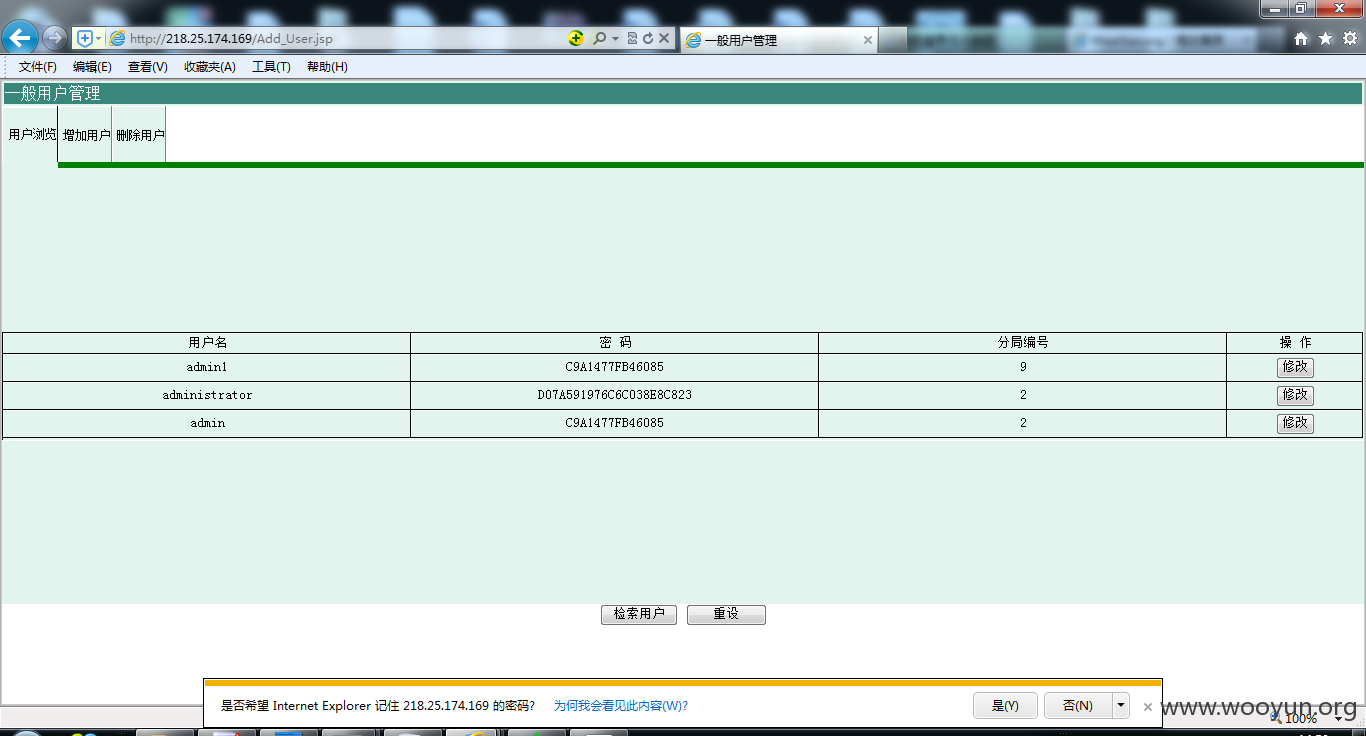 http://218.25.174.169/Add_User.jsp
一般用户管理
文件(F) 编辑(E) 查看(V) 收藏夹(A) 工具(T) 帮助(H)
一般用户管理
用户浏览 增加用户 删除用户
用户名 密 码 分局编号 操 作
admin1 C9A1477FB46085 9 修改
administrator D07A591976C6C038E8C823 2 修改
admin C9A1477FB46085 2 修改
检索用户 重设
是否希望 Internet Explorer 记住 218.25.174.169 的密码? 为何我会看见此内容(W)? 是(Y) 否(N)
www.wooyun.org
100%